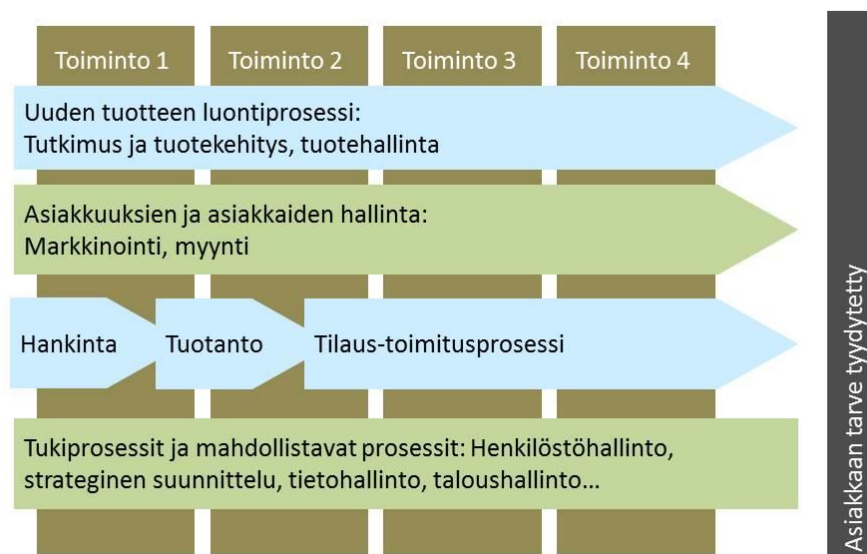 Toiminto 1
Toiminto 2
Toiminto 3
Toiminto 4
Uuden tuotteen luontiprosessi:
Tutkimus ja tuotekehitys, tuotehallinta
Asiakkuuksien ja asiakkaiden hallinta:
Markkinointi, myynti
Hankinta
Tuotanto
Tilaus-toimitusprosessi
Tukiprosessit ja mahdollistavat prosessit: Henkilöstöhallinto,
strateginen suunnittelu, tietohallinto, taloushallinto...
Asiakkaan tarve tyydytetty